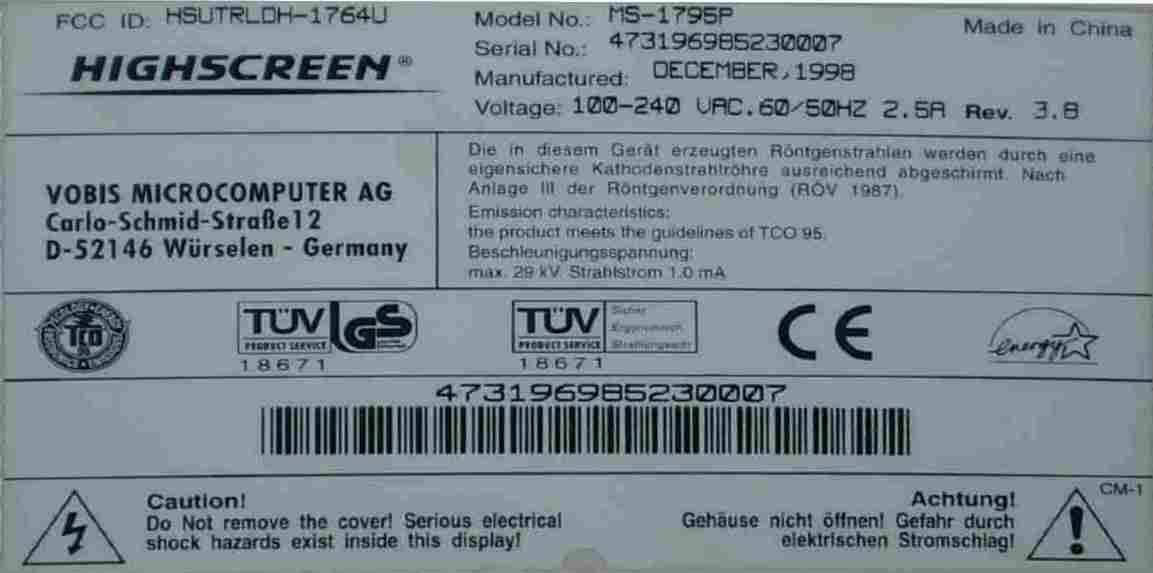 FCC ID: HSUTRLDH-1764U
HIGHSCREEN®
Model No.: MS-1795P
Made in China
Serial No.: 473196985230007
Manufactured: DECEMBER,1998
Voltage: 100-240 VAC.60/50HZ 2.5A Rev. 3.8
VOBIS MICROCOMPUTER AG
Carlo-Schmid-Straße12
D-52146 Würselen - Germany
Die in diesem Gerät erzeugten Röntgenstrahlen werden durch eine
eigensichere Kathodenstrahlröhre ausreichend abgeschirmt. Nach
Anlage III der Röntgenverordnung (RÖV 1987).
Emission characteristics:
the product meets the guidelines of TCO 95.
Beschleunigungsspannung:
max. 29 kV. Strahlstrom 1.0 mA
TCO
TÜV GS
PRODUCT SERVICE
18671
TÜV
PRODUCT SERVICE
Sicher
Ergonomisch
18671
CE
energy
473196985230007
Caution!
Do Not remove the cover! Serious electrical
shock hazards exist inside this display!
Achtung!
Gehäuse nicht öffnen! Gefahr durch
elektrischen Stromschlag!
CM-1